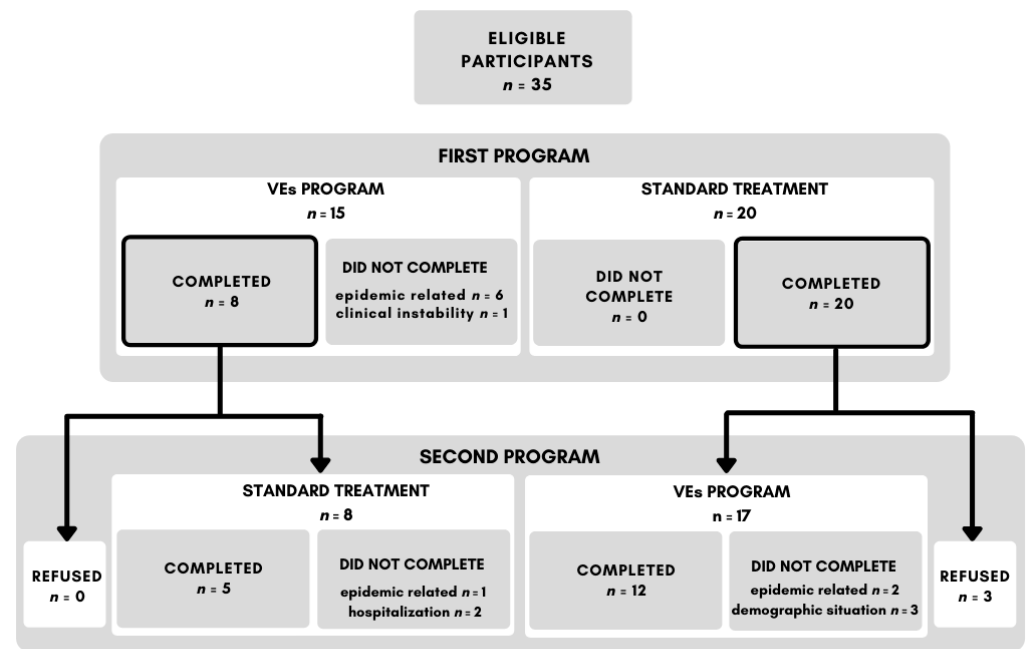 ELIGIBLE
PARTICIPANTS
n = 35
FIRST PROGRAM
VEs PROGRAM
n = 15
COMPLETED
n = 8
DID NOT COMPLETE
epidemic related n = 6
clinical instability n = 1
STANDARD TREATMENT
n = 20
DID NOT
COMPLETE
n = 0
COMPLETED
n = 20
SECOND PROGRAM
REFUSED
n = 0
STANDARD TREATMENT
n = 8
COMPLETED
n = 5
DID NOT COMPLETE
epidemic related n = 1
hospitalization n = 2
VEs PROGRAM
n = 17
COMPLETED
n = 12
DID NOT COMPLETE
epidemic related n = 2
demographic situation n = 3
REFUSED
n = 3